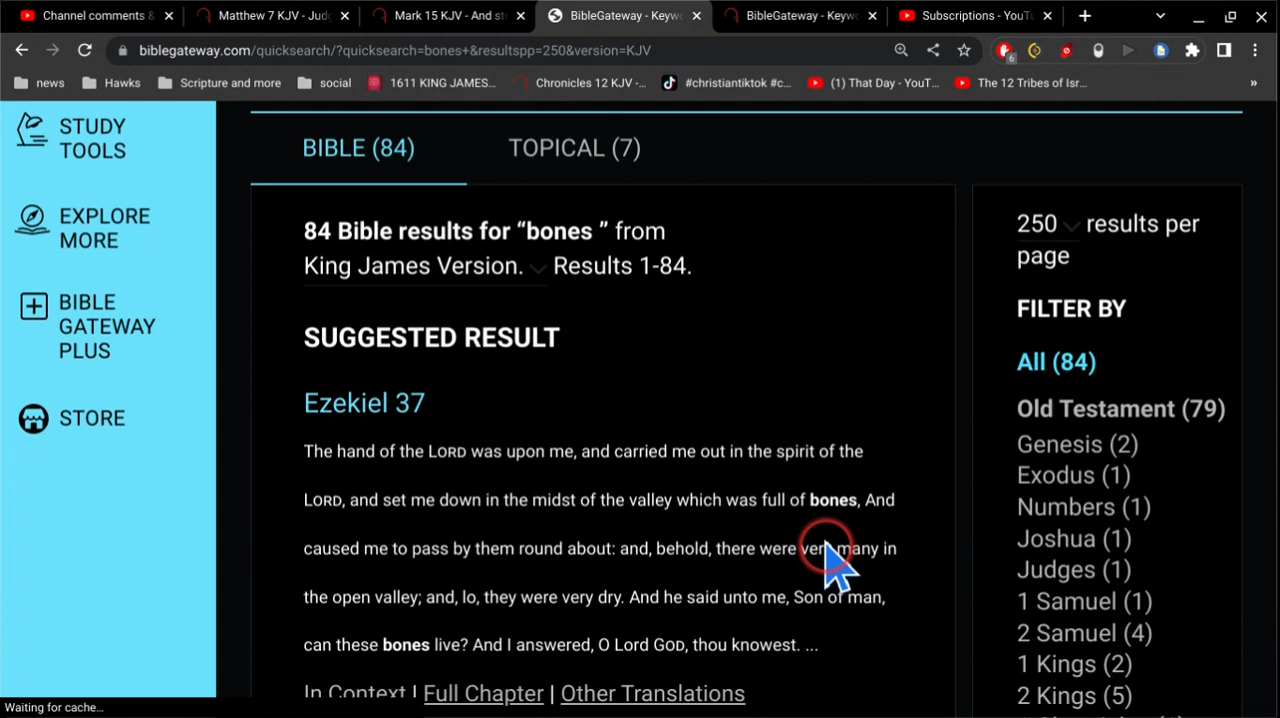 Channel comments &
Matthew 7 KJV - Jud
Mark 15 KJV - And st
BibleGateway - Keyw
BibleGateway - Keyw
Subscriptions - YouT
biblegateway.com/quicksearch/?quicksearch=bones+&resultspp=250&version=KJV
6
news
Hawks
Scripture and more
social
1611 KING JAMES...
Chronicles 12 KJV -...
#christiantiktok #c...
(1) That Day - YouT...
The 12 Tribes of Isr...
»
STUDY
TOOLS
EXPLORE
MORE
BIBLE
GATEWAY
PLUS
STORE
BIBLE (84)
TOPICAL (7)
84 Bible results for “bones ” from
King James Version. Results 1-84.
SUGGESTED RESULT
Ezekiel 37
The hand of the LORD was upon me, and carried me out in the spirit of the
LORD, and set me down in the midst of the valley which was full of bones, And
caused me to pass by them round about: and, behold, there were very many in
the open valley; and, lo, they were very dry. And he said unto me, Son of man,
can these bones live? And I answered, O Lord GOD, thou knowest. ...
In Context | Full Chapter | Other Translations
250 results per
page
FILTER BY
All (84)
Old Testament (79)
Genesis (2)
Exodus (1)
Numbers (1)
Joshua (1)
Judges (1)
1 Samuel (1)
2 Samuel (4)
1 Kings (2)
2 Kings (5)
Waiting for cache...